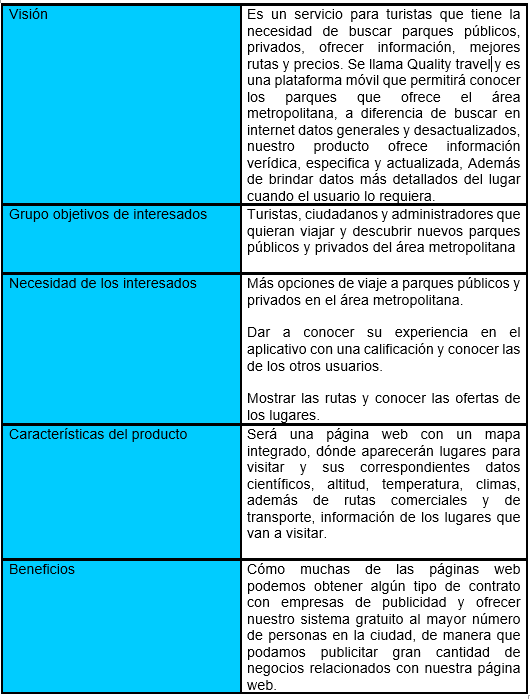 Visión
Es un servicio para turistas que tiene la
necesidad de buscar parques públicos,
privados, ofrecer información, mejores
rutas y precios. Se llama Quality travel y es
una plataforma móvil que permitirá conocer
los parques que ofrece el área
metropolitana, a diferencia de buscar en
internet datos generales y desactualizados,
nuestro producto ofrece información
verídica, especifica y actualizada, Además
de brindar datos más detallados del lugar
cuando el usuario lo requiera.
Grupo objetivos de interesados
Turistas, ciudadanos y administradores que
quieran viajar y descubrir nuevos parques
públicos y privados del área metropolitana
Necesidad de los interesados
Más opciones de viaje a parques públicos y
privados en el área metropolitana.
Dar a conocer su experiencia en el
aplicativo con una calificación y conocer las
de los otros usuarios.
Mostrar las rutas y conocer las ofertas de
los lugares.
Características del producto
Será una página web con un mapa
integrado, dónde aparecerán lugares para
visitar y sus correspondientes datos
científicos, altitud, temperatura, climas,
además de rutas comerciales y de
transporte, información de los lugares que
van a visitar.
Beneficios
Cómo muchas de las páginas web
podemos obtener algún tipo de contrato
con empresas de publicidad y ofrecer
nuestro sistema gratuito al mayor número
de personas en la ciudad, de manera que
podamos publicitar gran cantidad de
negocios relacionados con nuestra página
web.